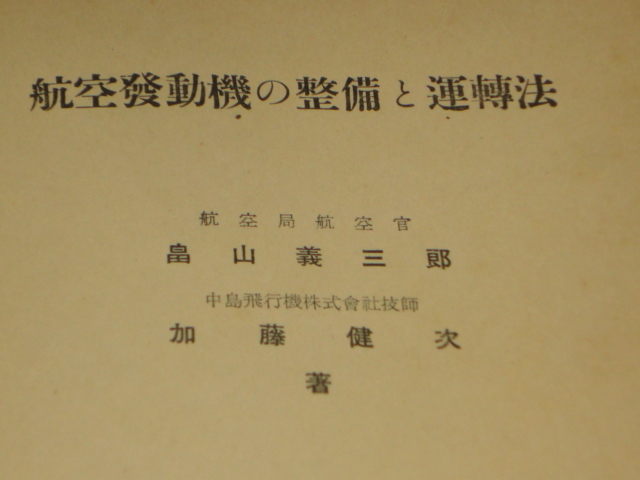 航空發動機の整備と運轉法
航空局航空官
畠山義三郎
中島飛行機株式會社技師
加藤健次
著